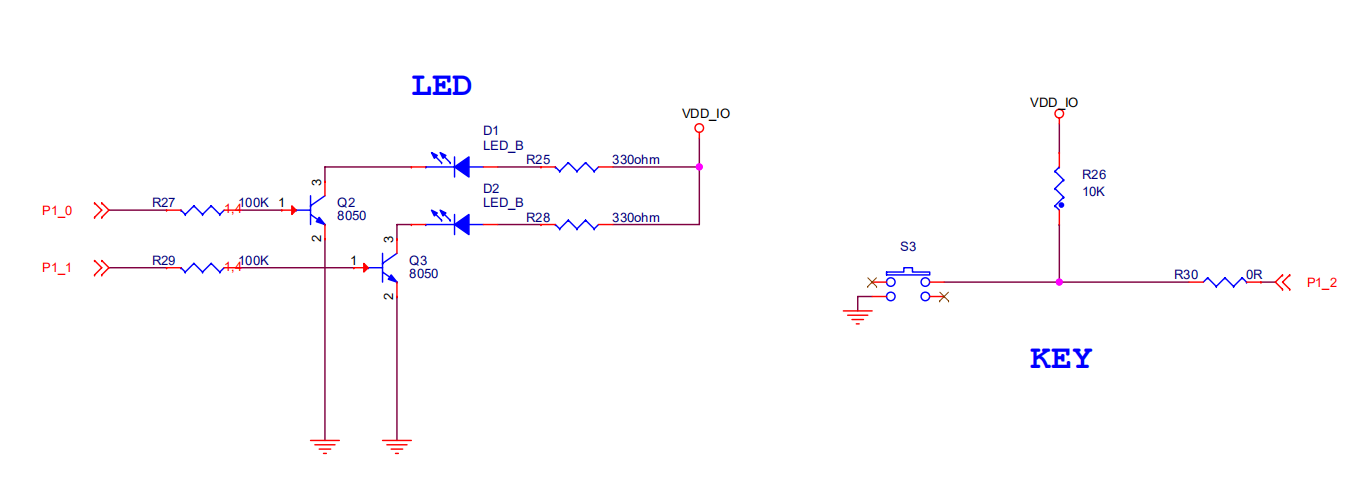 LED
VDD_IO
D1
LED_B
R25
330ohm
3
R27
1,4
100K
1
Q2
8050
P1_0
2
D2
LED_B
R28
330ohm
3
R29
1,4
100K
1
Q3
8050
P1_1
2
VDD_IO
R26
10K
S3
R30
0R
P1_2
KEY